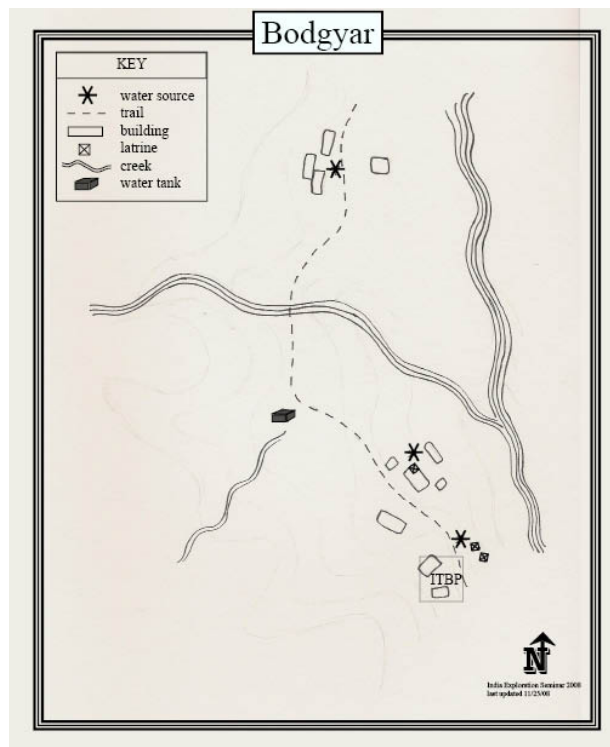 Bodgyar
KEY
water source
trail
building
latrine
creek
water tank
ITBP
N
India Exploration Seminar 2008
last updated 11/25/08